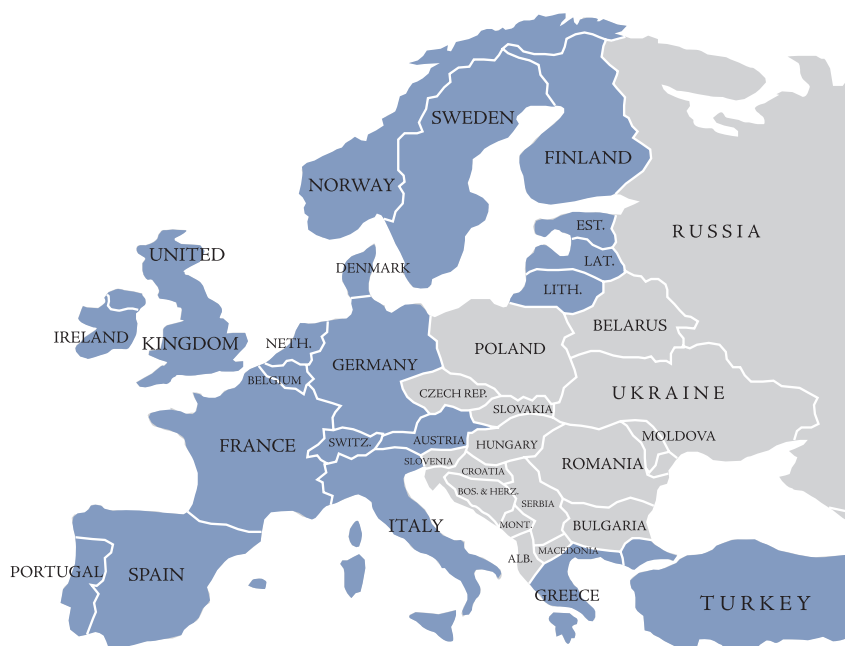 SWEDEN
FINLAND
NORWAY
EST.
RUSSIA
UNITED
LAT.
DENMARK
LITH.
BELARUS
IRELAND
KINGDOM
NETH.
POLAND
GERMANY
BELGIUM
CZECH REP.
UKRAINE
SLOVAKIA
FRANCE
SWITZ.
AUSTRIA
HUNGARY
MOLDOVA
SLOVENIA
CROATIA
ROMANIA
BOS. & HERZ.
SERBIA
ITALY
MONT.
BULGARIA
PORTUGAL
SPAIN
ALB.
MACEDONIA
GREECE
TURKEY